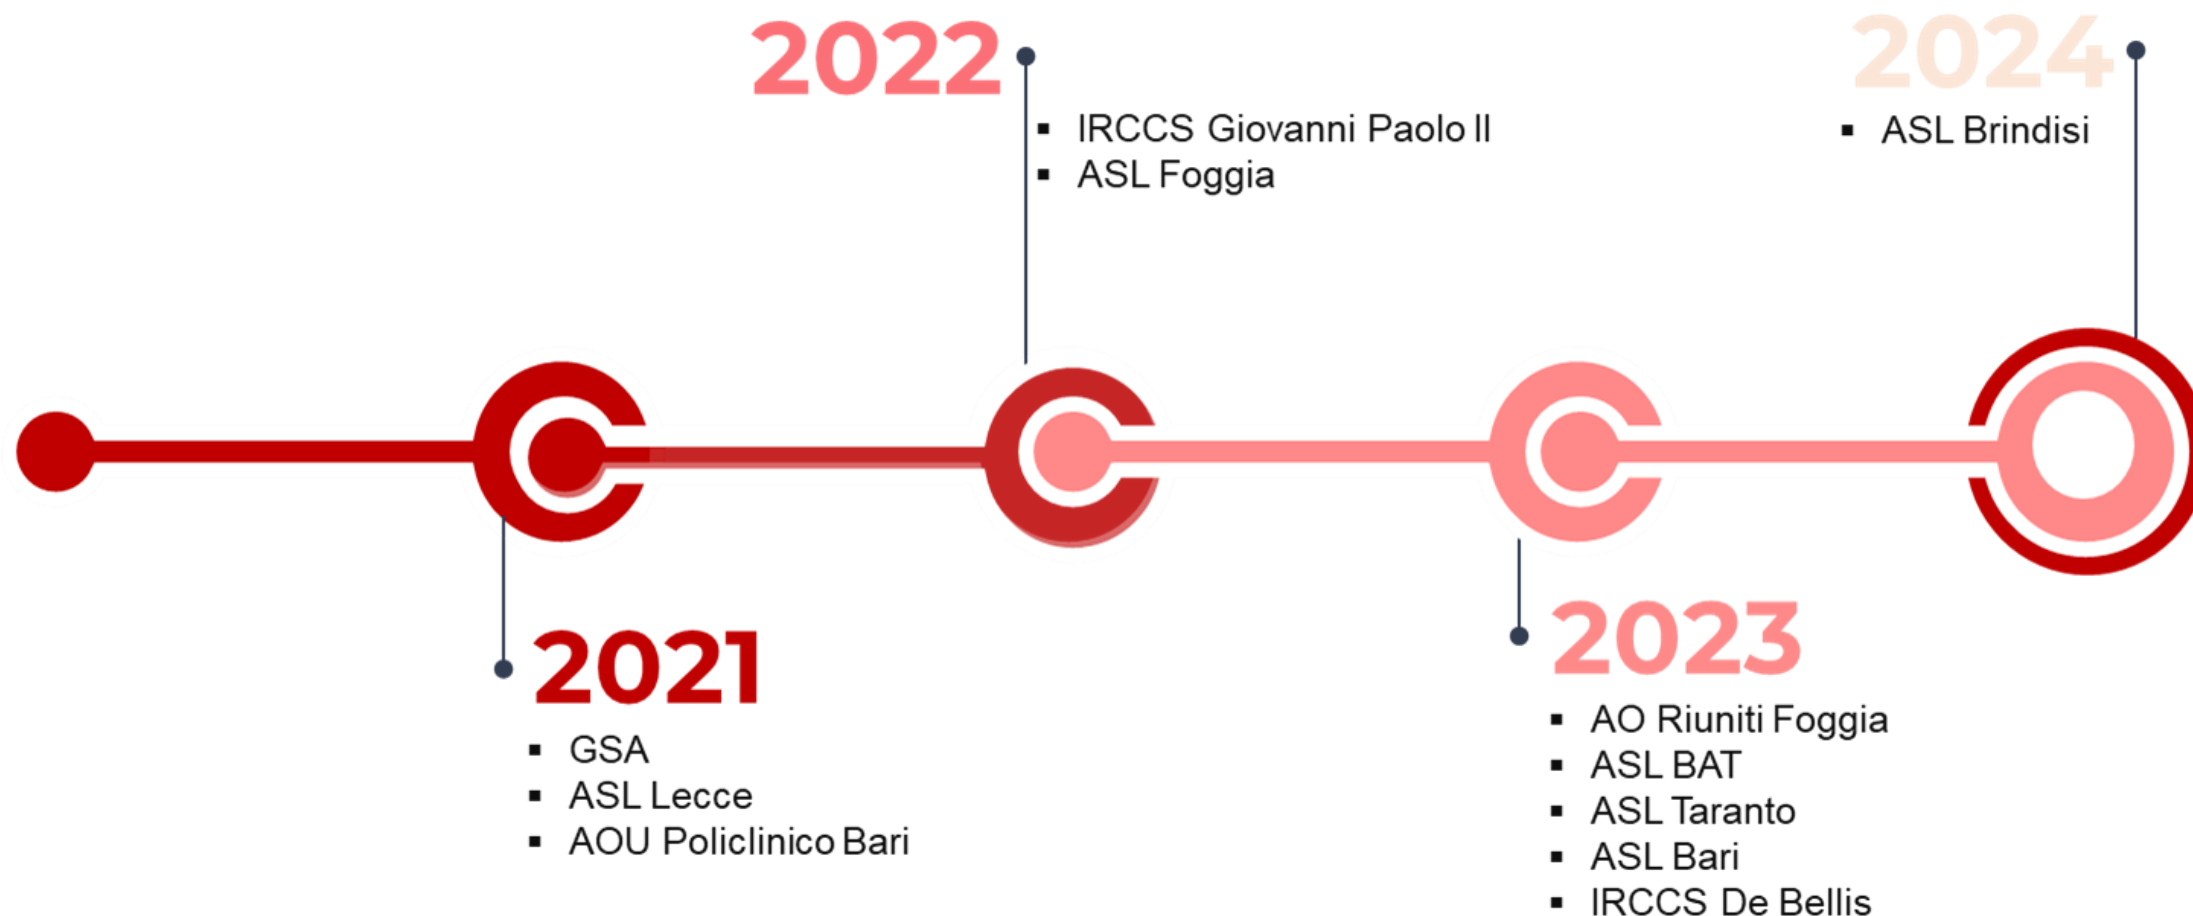 2021
▪ GSA
▪ ASL Lecce
▪ AOU Policlinico Bari
2022
▪ IRCCS Giovanni Paolo II
▪ ASL Foggia
2023
▪ AO Riuniti Foggia
▪ ASL BAT
▪ ASL Taranto
▪ ASL Bari
▪ IRCCS De Bellis
2024
▪ ASL Brindisi